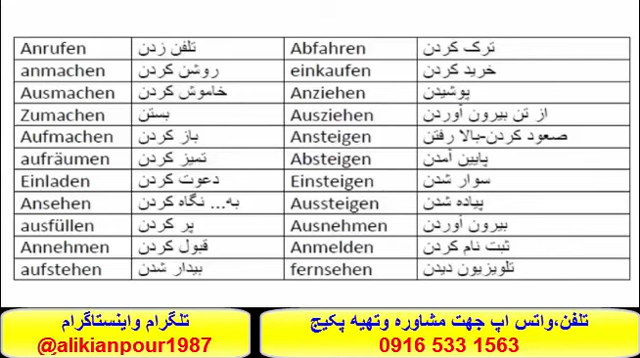 Anrufen تلفن زدن Abfahren ترک کردن
anmachen روشن کردن einkaufen خرید کردن
Ausmachen خاموش کردن Anziehen پوشیدن
Zumachen بستن Ausziehen از تن بیرون آوردن
Aufmachen باز کردن Ansteigen صعود کردن-بالا رفتن
aufräumen تمیز کردن Absteigen پایین آمدن
Einladen دعوت کردن Einsteigen سوار شدن
Ansehen به... نگاه کردن Aussteigen پیاده شدن
ausfüllen پر کردن Ausnehmen بیرون آوردن
Annehmen قبول کردن Anmelden ثبت نام کردن
aufstehen بیدار شدن fernsehen تلویزیون دیدن
تلگرام واینستاگرام
@alikianpour1987
تلفن،واتس اپ جهت مشاوره وتهیه پکیج
0916 533 1563